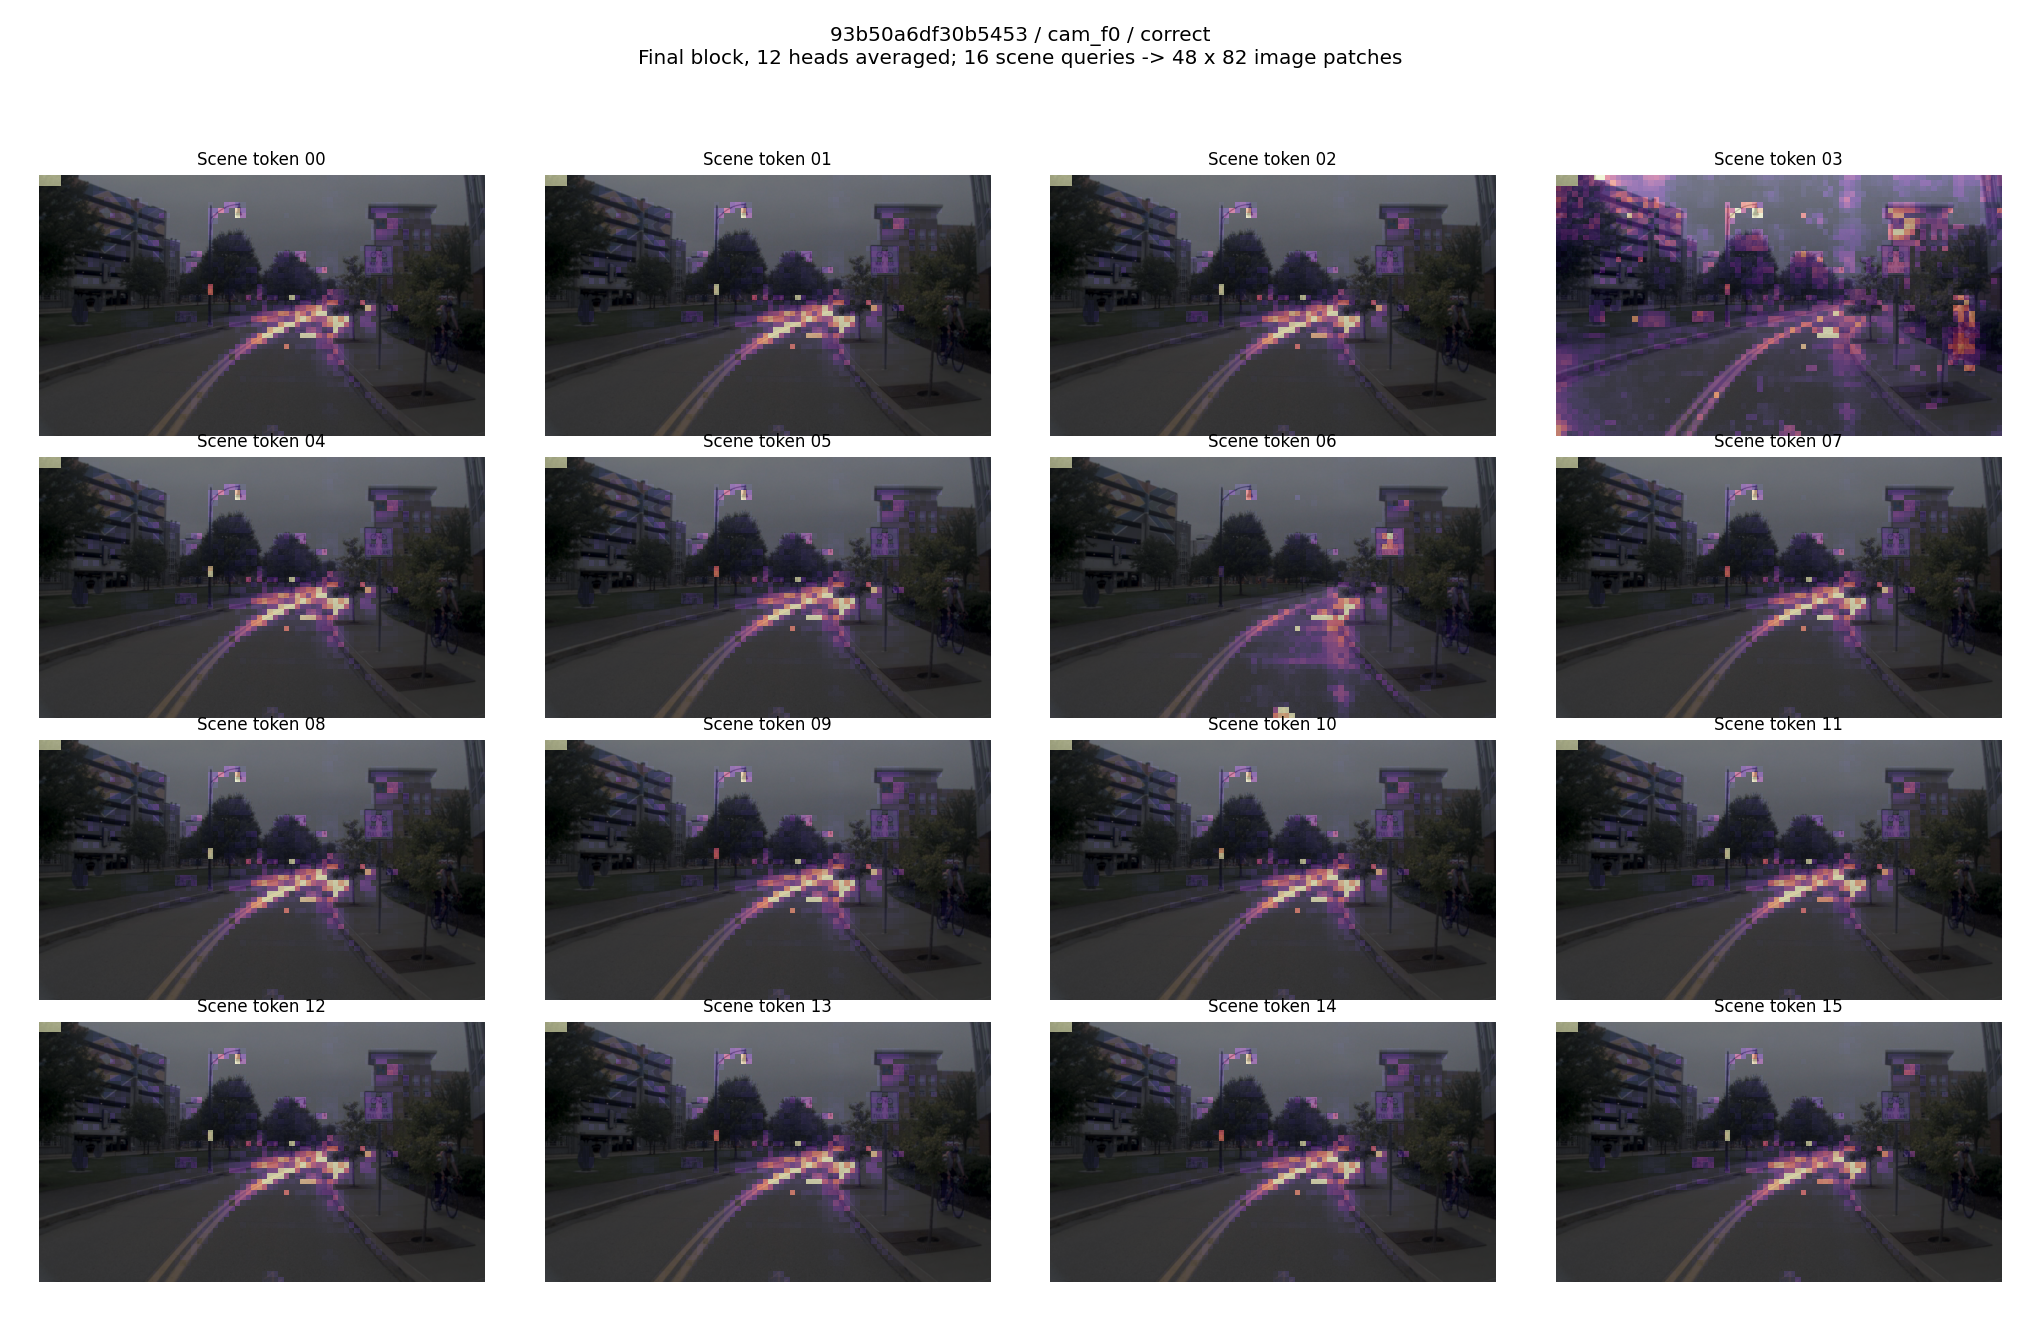 93b50a6df30b5453 / cam_f0 / correct
Final block, 12 heads averaged; 16 scene queries -> 48 x 82 image patches
Scene token 00
Scene token 01
Scene token 02
Scene token 03
Scene token 04
Scene token 05
Scene token 06
Scene token 07
Scene token 08
Scene token 09
Scene token 10
Scene token 11
Scene token 12
Scene token 13
Scene token 14
Scene token 15